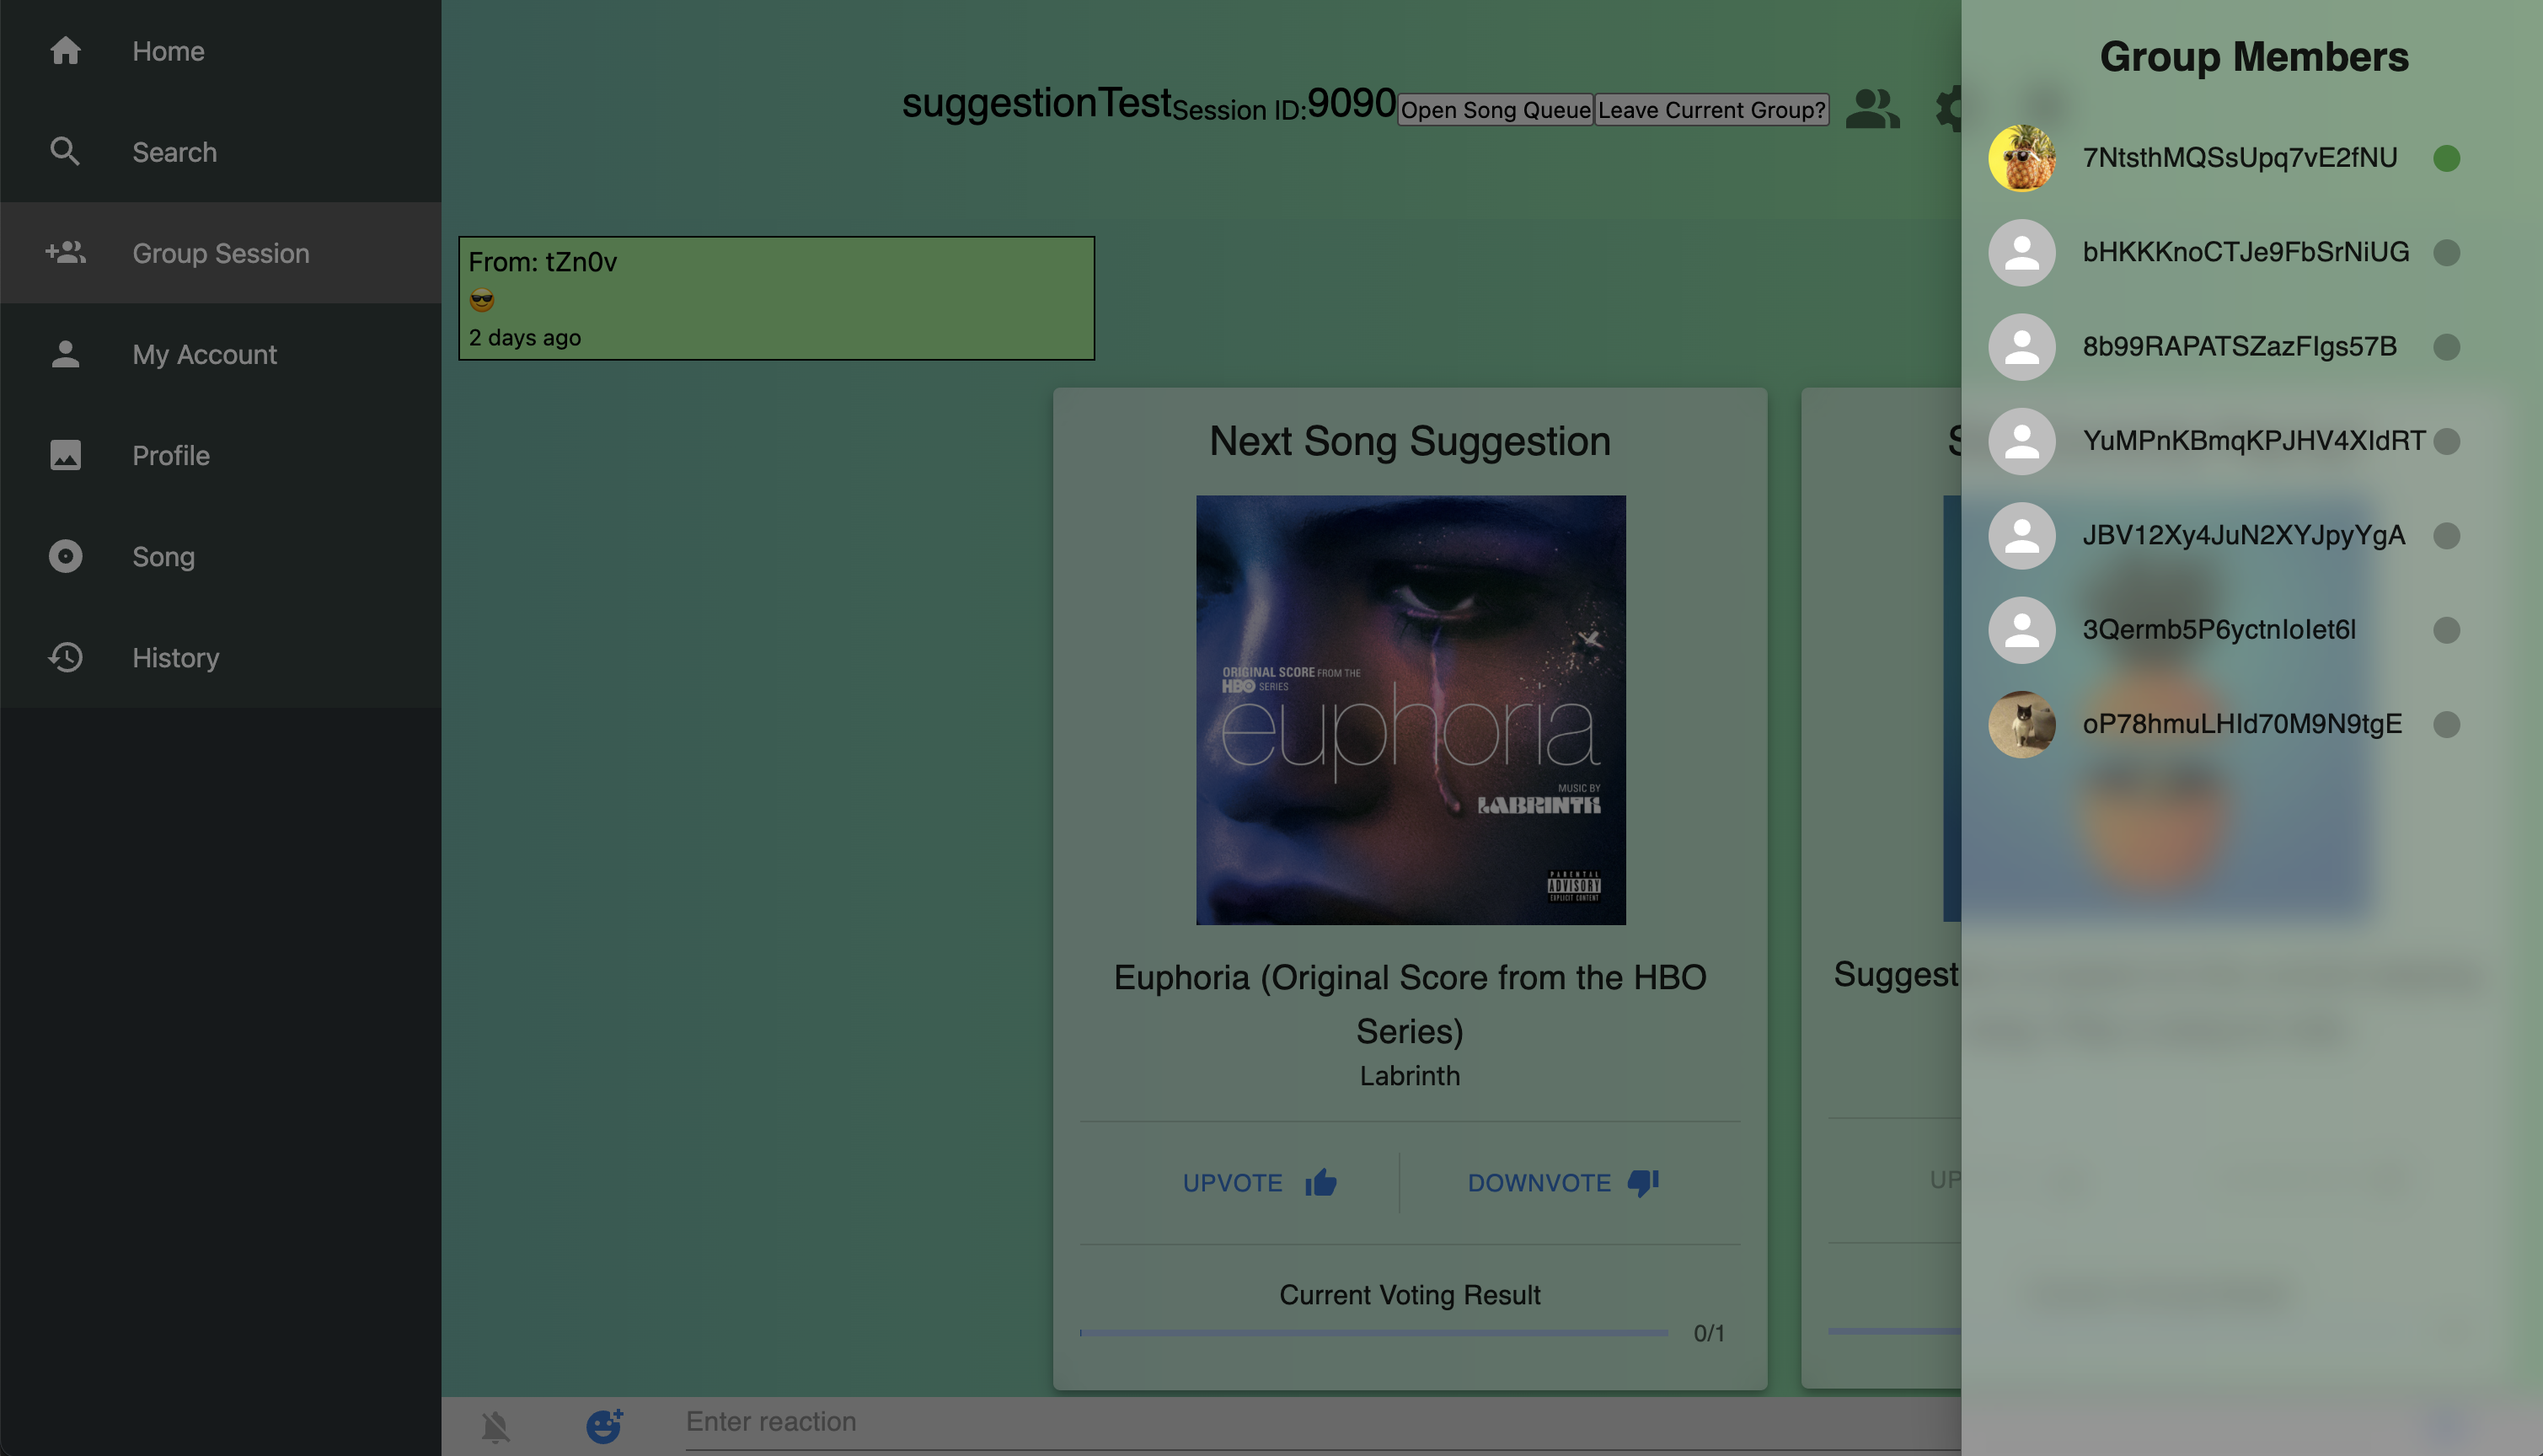 Home
Search
Group Session
My Account
Profile
Song
History
suggestionTest Session ID:9090 Open Song Queue Leave Current Group?
From: tZn0v
😎
2 days ago
Next Song Suggestion
ORIGINAL SCORE FROM THE
HBO SERIES
euphoria
MUSIC BY
LABRINTH
PARENTAL
ADVISORY
EXPLICIT CONTENT
Euphoria (Original Score from the HBO
Series)
Labrinth
UPVOTE
DOWNVOTE
Current Voting Result
0/1
S
Suggest
UP
Enter reaction
Group Members
7NtsthMQSsUpq7vE2fNU
bHKKKnoCTJe9FbSrNiUG
8b99RAPATSZazFIgs57B
YuMPnKBmqKPJHV4XIdRT
JBV12Xy4JuN2XYJpyYgA
3Qermb5P6yctnIoIet6I
oP78hmuLHId70M9N9tgE